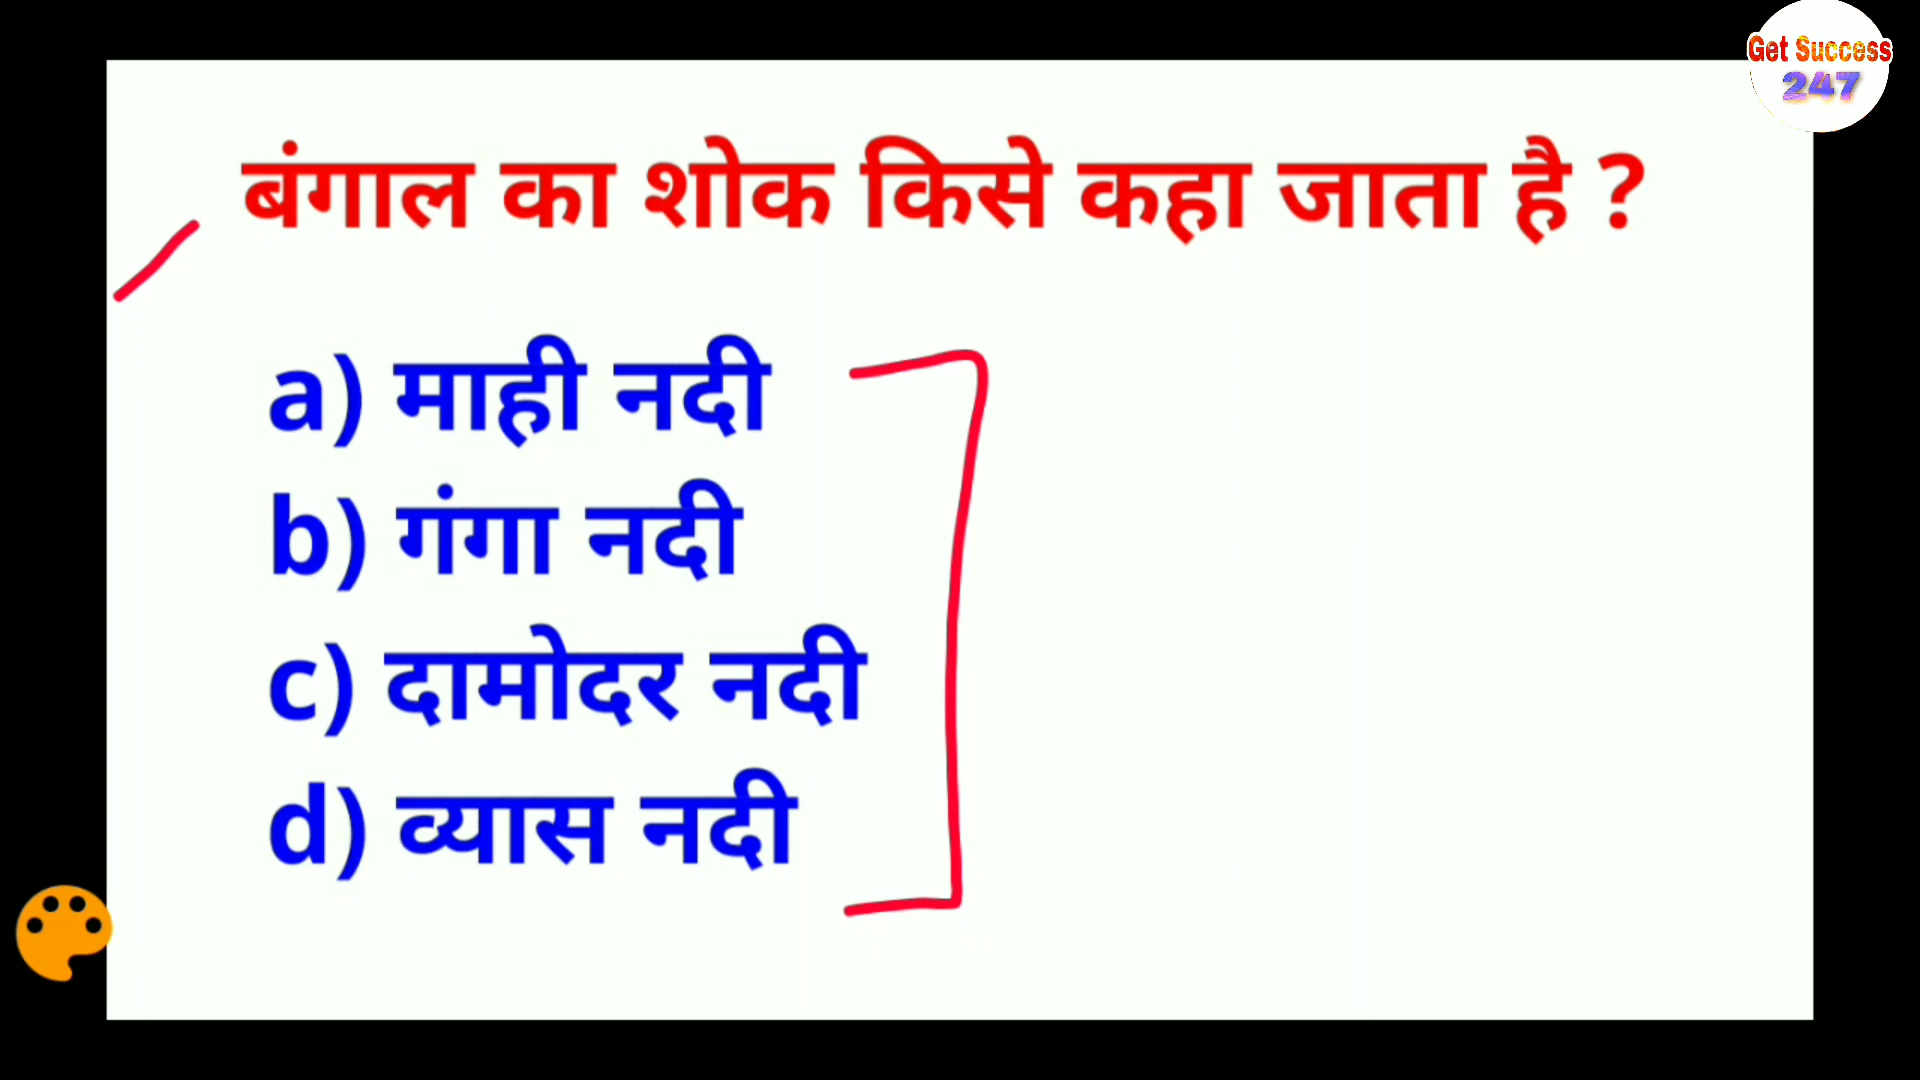 Get Success
247
बंगाल का शोक किसे कहा जाता है ?
a) माही नदी
b) गंगा नदी
c) दामोदर नदी
d) व्यास नदी